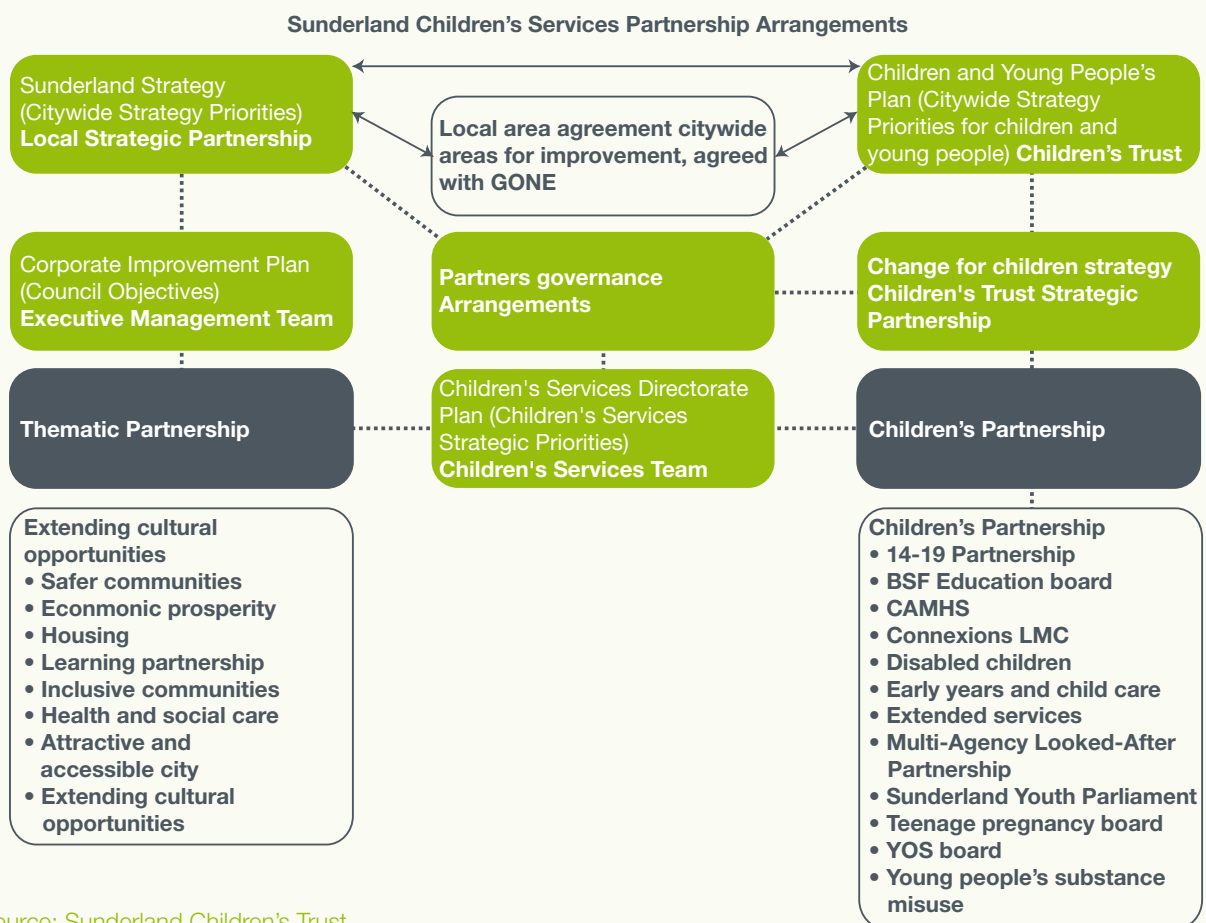 Sunderland Children's Services Partnership Arrangements
Sunderland Strategy
(Citywide Strategy Priorities)
Local Strategic Partnership
Local area agreement citywide
areas for improvement, agreed
with GONE
Children and Young People's
Plan (Citywide Strategy
Priorities for children and
young people) Children's Trust
Corporate Improvement Plan
(Council Objectives)
Executive Management Team
Partners governance
Arrangements
Change for children strategy
Children's Trust Strategic
Partnership
Thematic Partnership
Children's Services Directorate
Plan (Children's Services
Strategic Priorities)
Children's Services Team
Children's Partnership
Extending cultural
opportunities
• Safer communities
• Econmonic prosperity
• Housing
• Learning partnership
• Inclusive communities
• Health and social care
• Attractive and
accessible city
• Extending cultural
opportunities
Children's Partnership
• 14-19 Partnership
• BSF Education board
• CAMHS
• Connexions LMC
• Disabled children
• Early years and child care
• Extended services
• Multi-Agency Looked-After
Partnership
• Sunderland Youth Parliament
• Teenage pregnancy board
• YOS board
• Young people's substance
misuse
ource: Sunderland Children's Trust